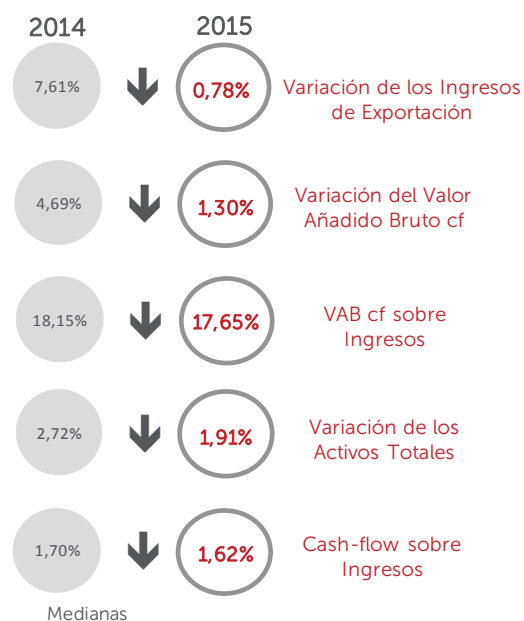 2014
2015
7,61%
0,78%
Variación de los Ingresos
de Exportación
4,69%
1,30%
Variación del Valor
Añadido Bruto cf
18,15%
17,65%
VAB cf sobre
Ingresos
2,72%
1,91%
Variación de los
Activos Totales
1,70%
1,62%
Cash-flow sobre
Ingresos
Medianas